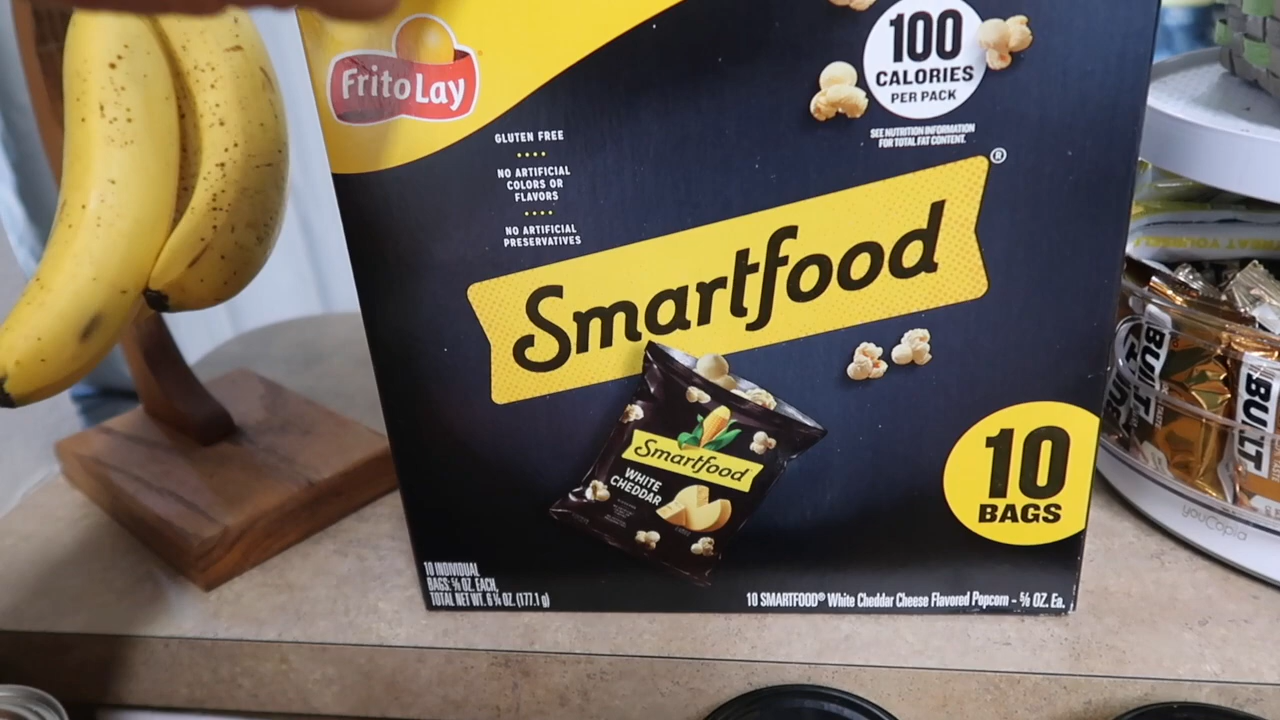 FritoLay
GLUTEN FREE
NO ARTIFICIAL
COLORS OR
FLAVORS
NO ARTIFICIAL
PRESERVATIVES
100
CALORIES
PER PACK
SEE NUTRITION INFORMATION
FOR TOTAL FAT CONTENT.
Smartfood®
Smartfood
WHITE
CHEDDAR
10
BAGS
10 INDIVIDUAL
BAGS: ⅝ OZ. EACH,
TOTAL NET WT. 6¼ OZ. (177.1 g)
10 SMARTFOOD® White Cheddar Cheese Flavored Popcorn - ⅝ OZ. Ea.
BUILT
BUILT
youCopia